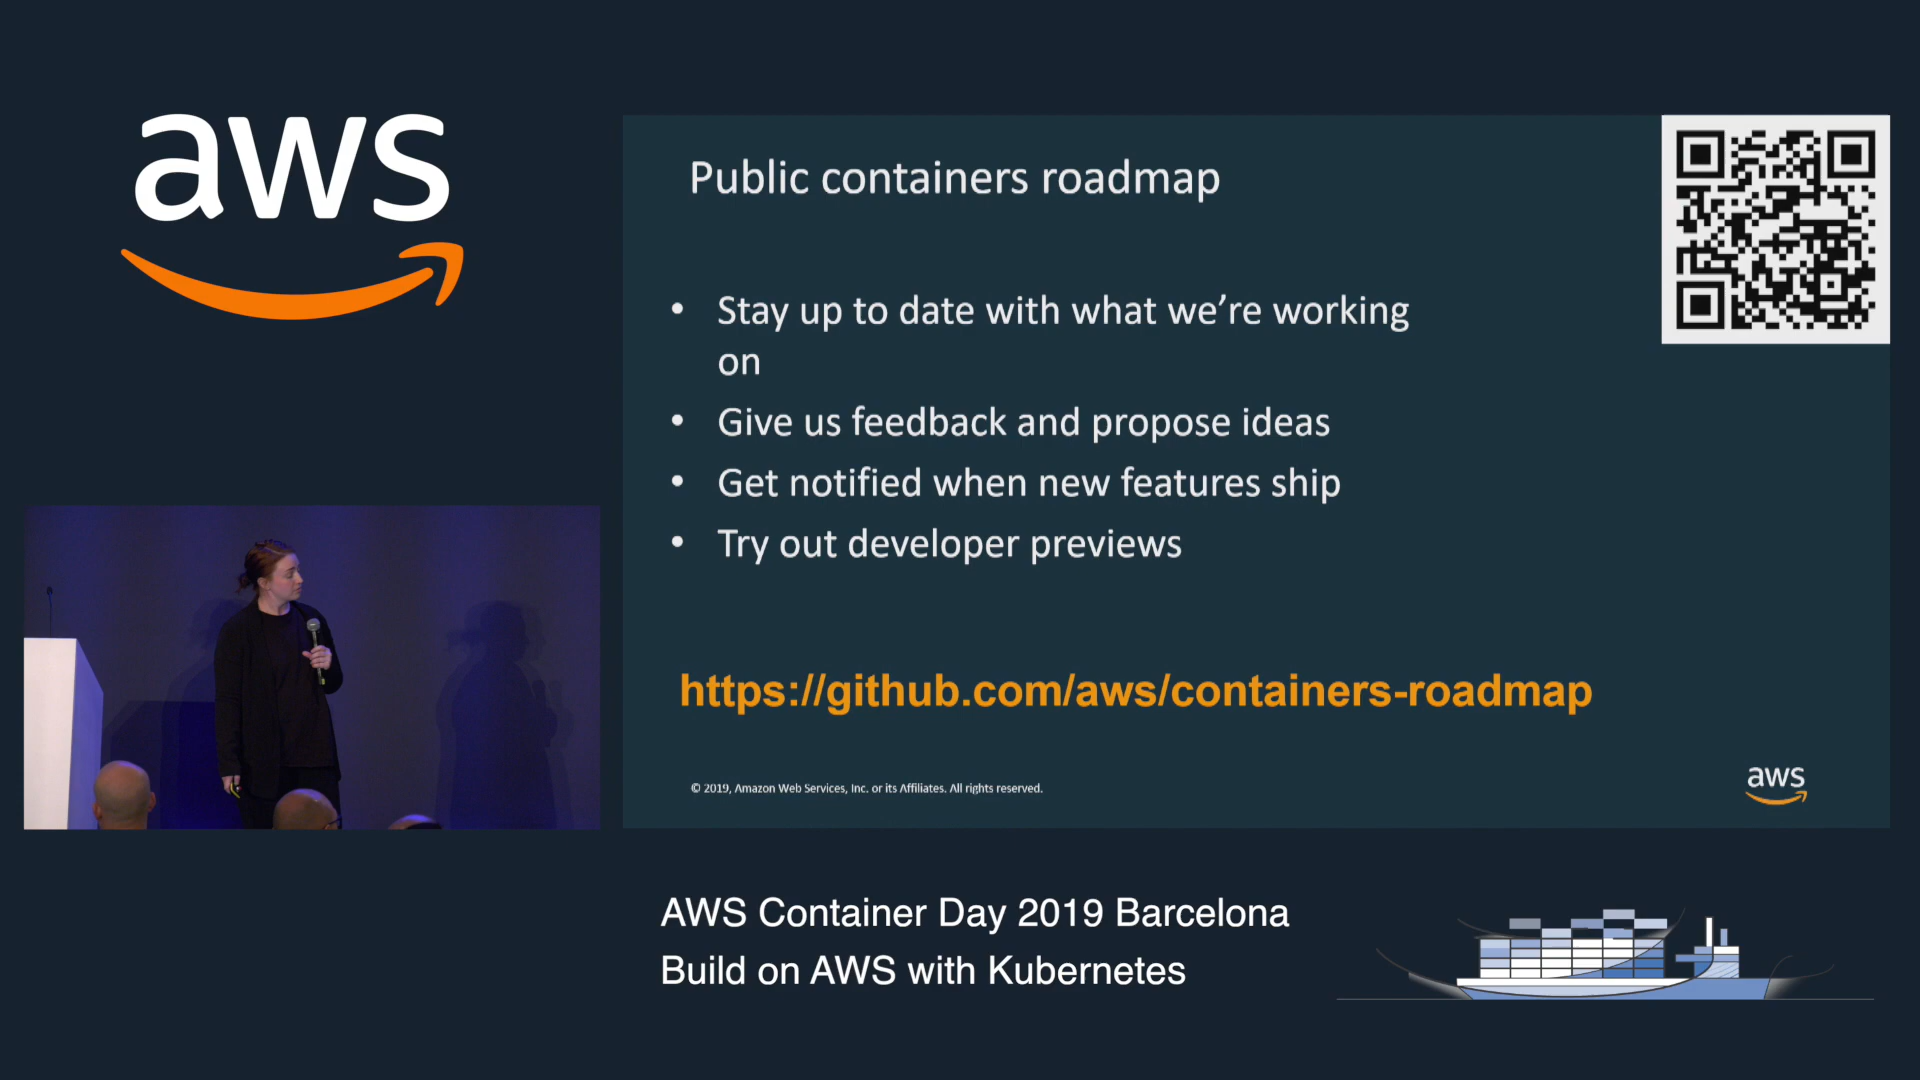 aws
Public containers roadmap
• Stay up to date with what we’re working
on
• Give us feedback and propose ideas
• Get notified when new features ship
• Try out developer previews
https://github.com/aws/containers-roadmap
© 2019, Amazon Web Services, Inc. or its Affiliates. All rights reserved.
aws
AWS Container Day 2019 Barcelona
Build on AWS with Kubernetes